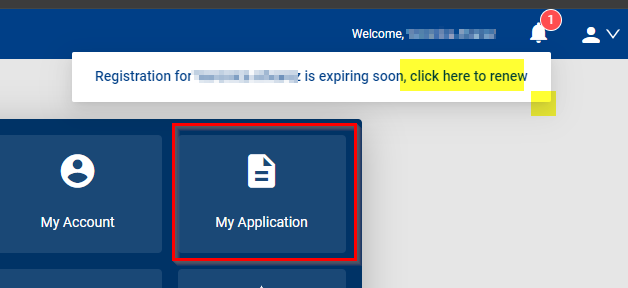 Welcome,
1
Registration for is expiring soon, click here to renew
My Account
My Application